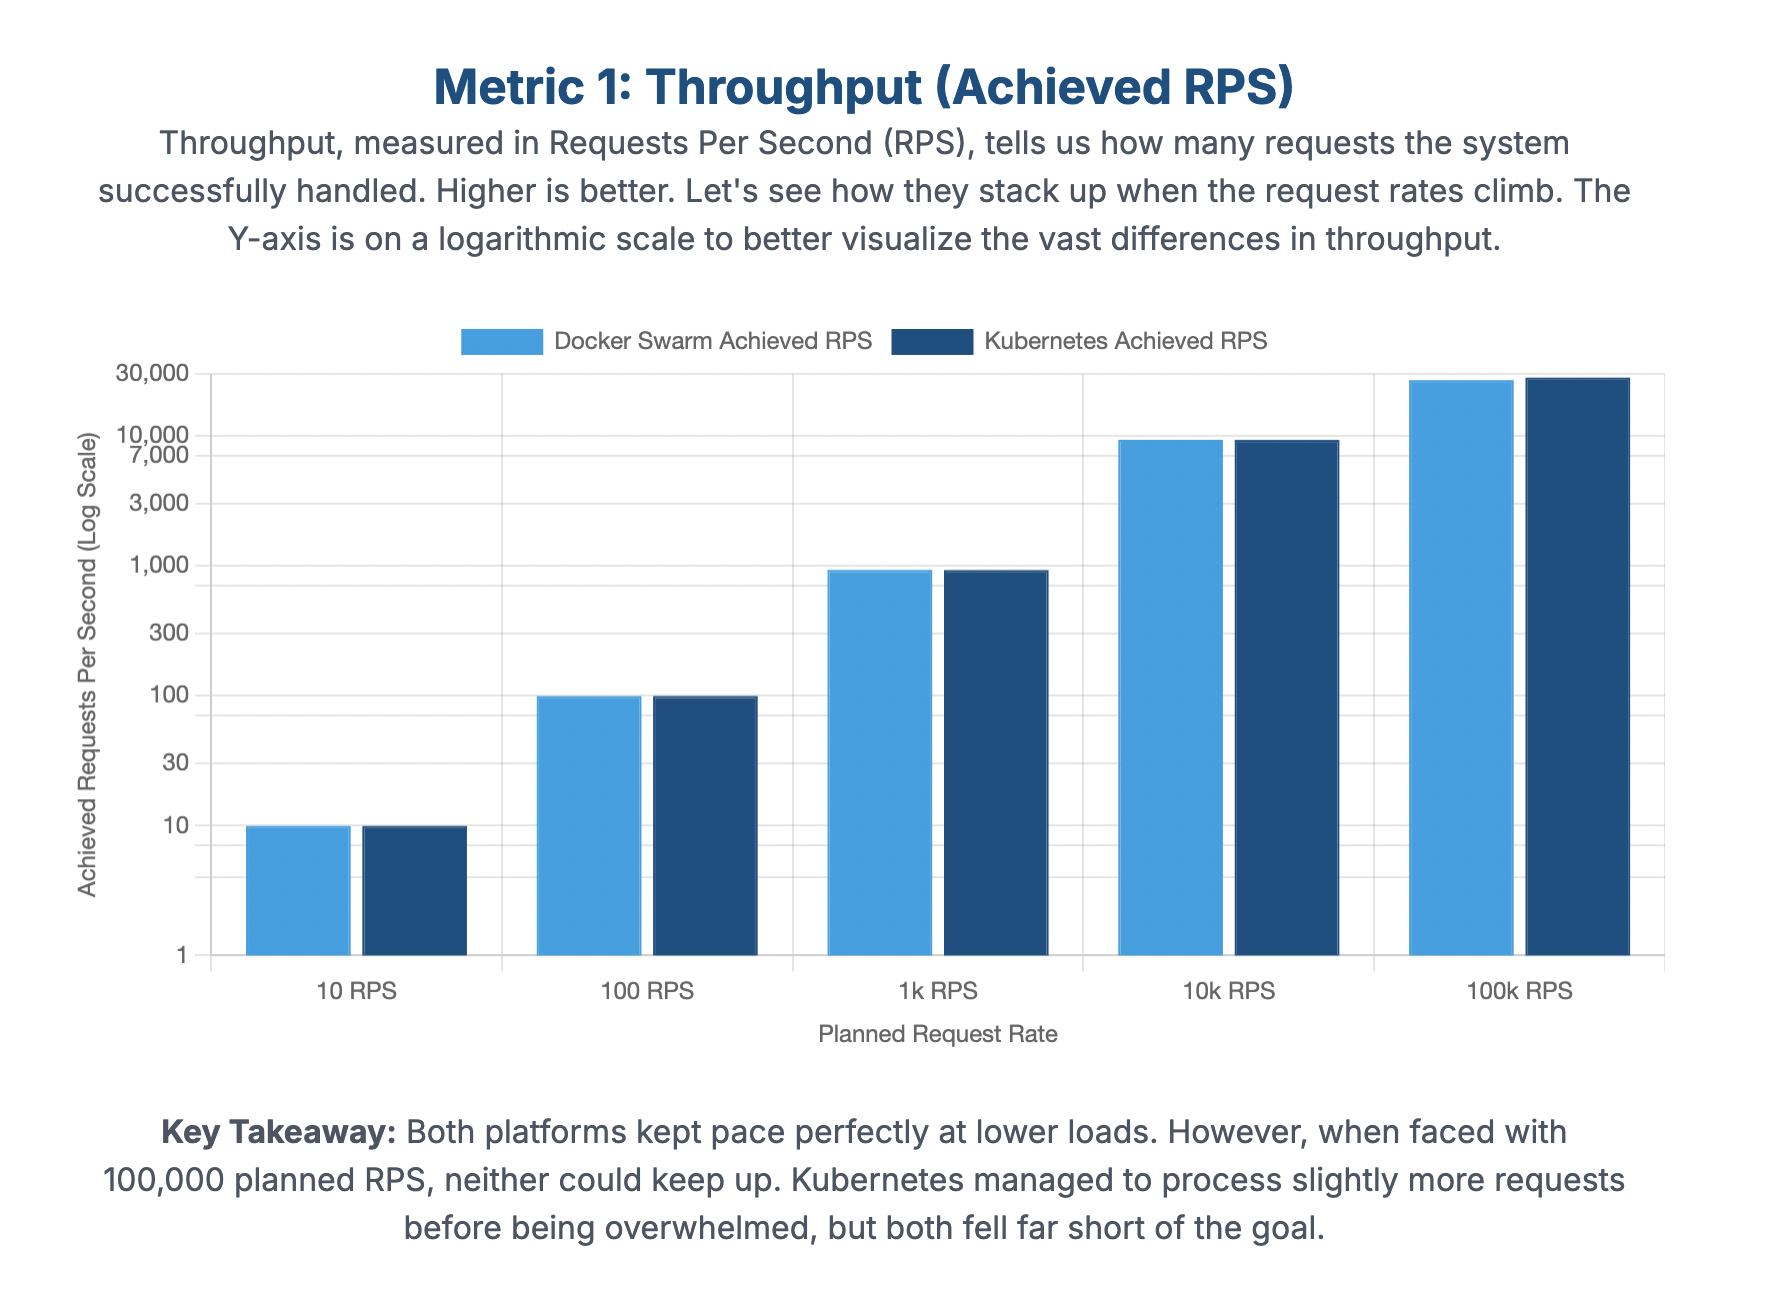 Metric 1: Throughput (Achieved RPS)
Throughput, measured in Requests Per Second (RPS), tells us how many requests the system
successfully handled. Higher is better. Let's see how they stack up when the request rates climb. The
Y-axis is on a logarithmic scale to better visualize the vast differences in throughput.
Docker Swarm Achieved RPS
Kubernetes Achieved RPS
Achieved Requests Per Second (Log Scale)
30,000
10,000
7,000
3,000
1,000
300
100
30
10
1
10 RPS
100 RPS
1k RPS
10k RPS
100k RPS
Planned Request Rate
Key Takeaway: Both platforms kept pace perfectly at lower loads. However, when faced with
100,000 planned RPS, neither could keep up. Kubernetes managed to process slightly more requests
before being overwhelmed, but both fell far short of the goal.